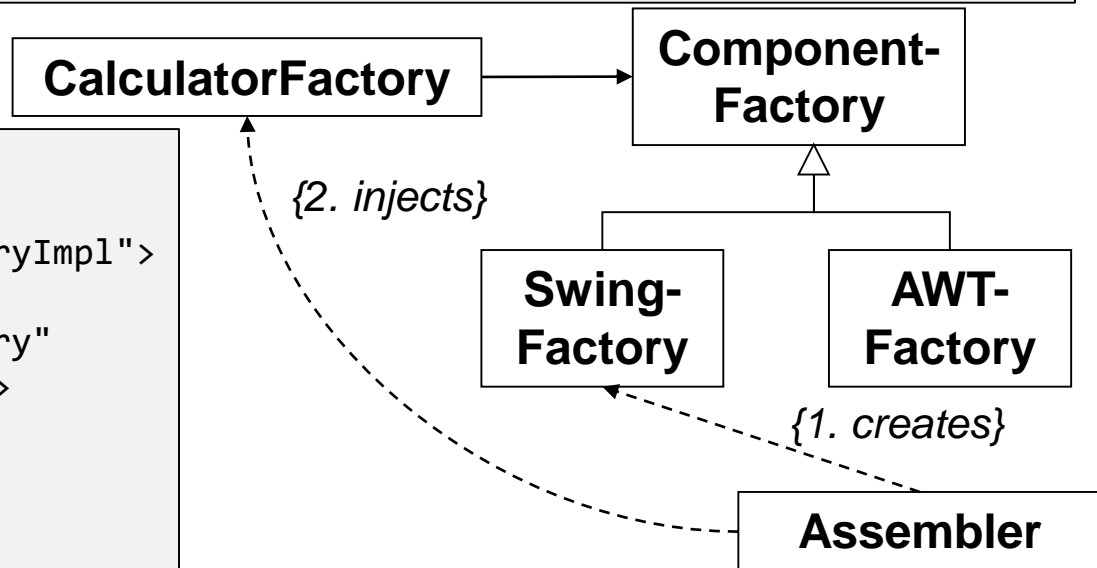 Component-
Factory
CalculatorFactory
{2. injects}
ryImpl">
ry"
>
Swing-
Factory
AWT-
Factory
{1. creates}
Assembler